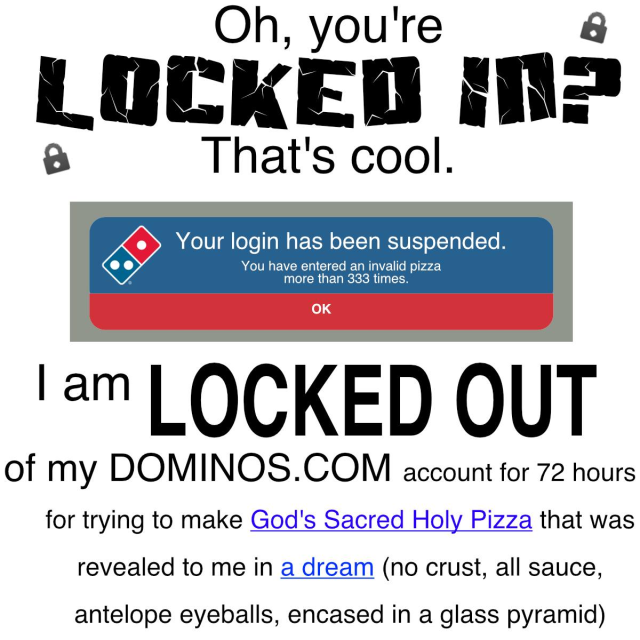 Oh, you're
LOCKED IN?
That's cool.
Your login has been suspended.
You have entered an invalid pizza
more than 333 times.
OK
I am LOCKED OUT
of my DOMINOS.COM account for 72 hours
for trying to make God's Sacred Holy Pizza that was
revealed to me in a dream (no crust, all sauce,
antelope eyeballs, encased in a glass pyramid)